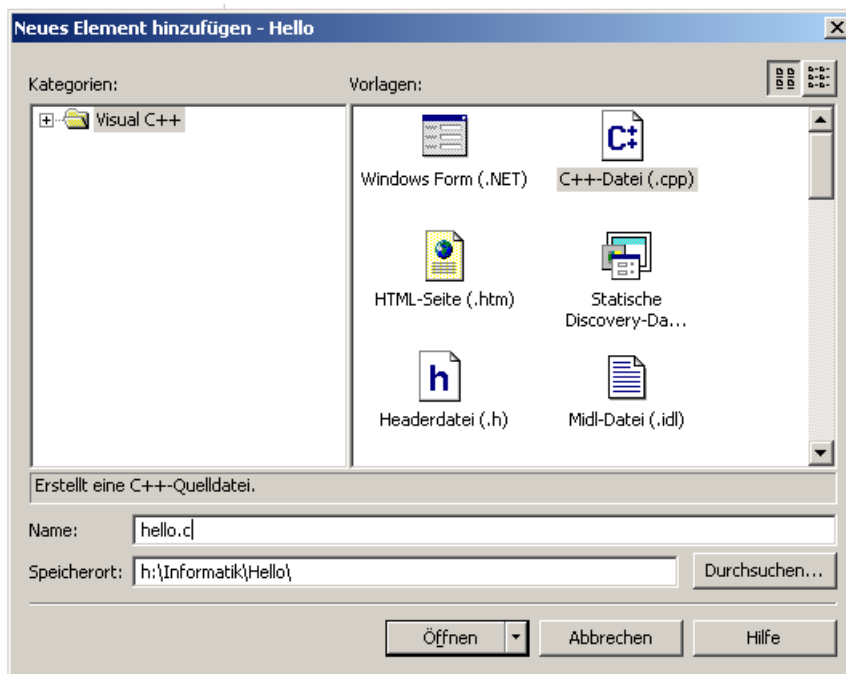 Neues Element hinzufügen - Hello
Kategorien:
Vorlagen:
Visual C++
Windows Form (.NET)
C++-Datei (.cpp)
HTML-Seite (.htm)
Statische
Discovery-Da...
Headerdatei (.h)
Midl-Datei (.idl)
Erstellt eine C++-Quelldatei.
Name:
hello.c
Speicherort:
h:\Informatik\Hello\
Durchsuchen...
Öffnen
Abbrechen
Hilfe